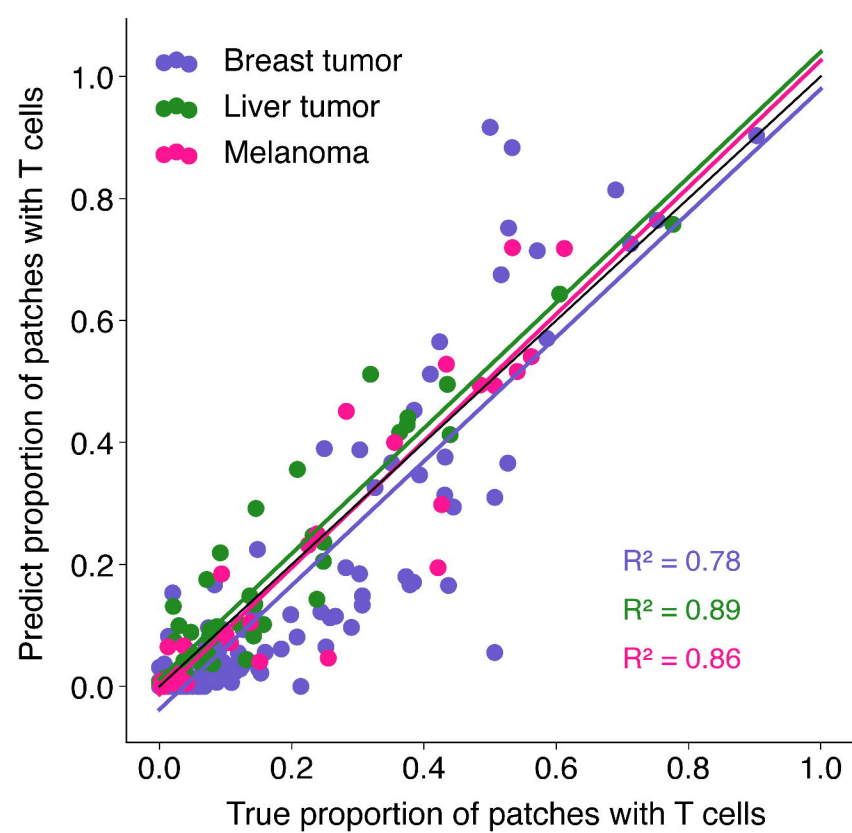 Breast tumor
Liver tumor
Melanoma
Predict proportion of patches with T cells
1.0
0.8
0.6
0.4
0.2
0.0
R² = 0.78
R² = 0.89
R² = 0.86
0.0 0.2 0.4 0.6 0.8 1.0
True proportion of patches with T cells